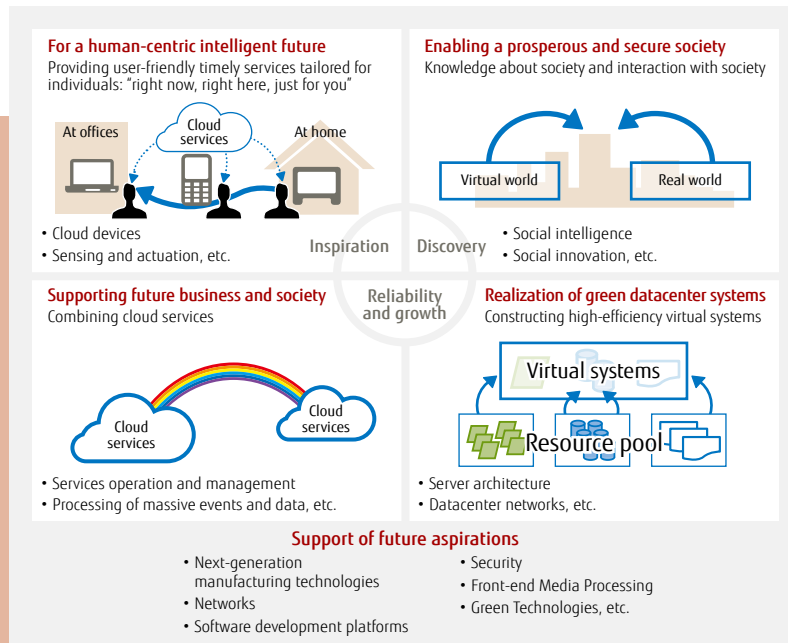 For a human-centric intelligent future
Providing user-friendly timely services tailored for
individuals: “right now, right here, just for you”
At offices
Cloud
services
At home
• Cloud devices
• Sensing and actuation, etc.
Inspiration
Enabling a prosperous and secure society
Knowledge about society and interaction with society
Virtual world
Real world
Discovery
• Social intelligence
• Social innovation, etc.
Reliability
and growth
Supporting future business and society
Combining cloud services
Cloud
services
Cloud
services
• Services operation and management
• Processing of massive events and data, etc.
Realization of green datacenter systems
Constructing high-efficiency virtual systems
Virtual systems
Resource pool
• Server architecture
• Datacenter networks, etc.
Support of future aspirations
• Next-generation
manufacturing technologies
• Networks
• Software development platforms
• Security
• Front-end Media Processing
• Green Technologies, etc.